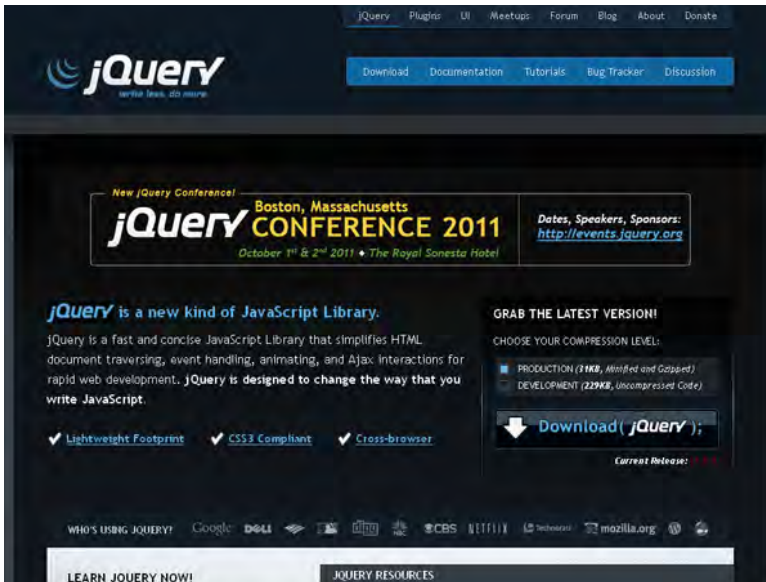 jQuery Plugins UI Meetups Forum Blog About Donate
jQuery
write less, do more.
Download Documentation Tutorials Bug Tracker Discussion
New jQuery Conference!
jQuery
Boston, Massachusetts
CONFERENCE 2011
October 1st & 2nd 2011 ♦ The Royal Sonesta Hotel
Dates, Speakers, Sponsors:
http://events.jquery.org
jQuery is a new kind of JavaScript Library.
jQuery is a fast and concise JavaScript Library that simplifies HTML
document traversing, event handling, animating, and Ajax interactions for
rapid web development. jQuery is designed to change the way that you
write JavaScript.
Lightweight Footprint CSS3 Compliant Cross-browser
GRAB THE LATEST VERSION!
CHOOSE YOUR COMPRESSION LEVEL:
PRODUCTION (31KB, Minified and Gzipped)
DEVELOPMENT (229KB, Uncompressed Code)
Download( jQuery );
Current Release:
WHO'S USING JQUERY? Google DELL digg NBC CBS NETFLIX Technorati mozilla.org
LEARN JQUERY NOW!
JQUERY RESOURCES